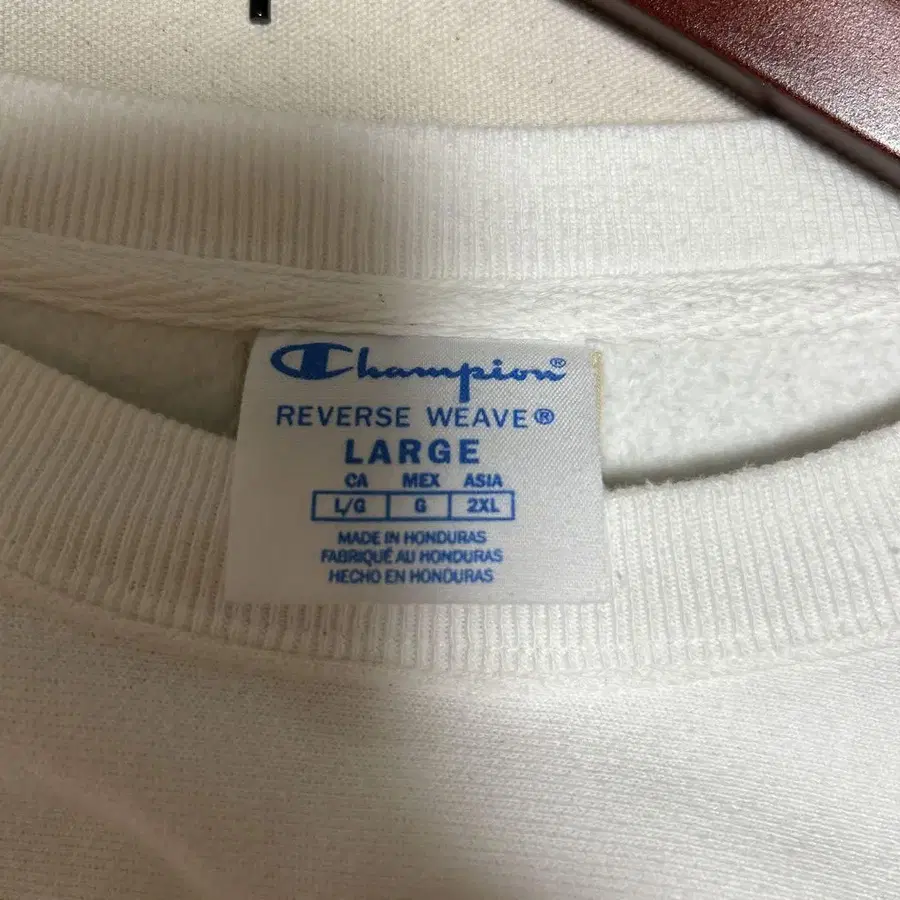 Champion®
REVERSE WEAVE®
LARGE
CA MEX ASIA
L/G G 2XL
MADE IN HONDURAS
FABRIQUÉ AU HONDURAS
HECHO EN HONDURAS